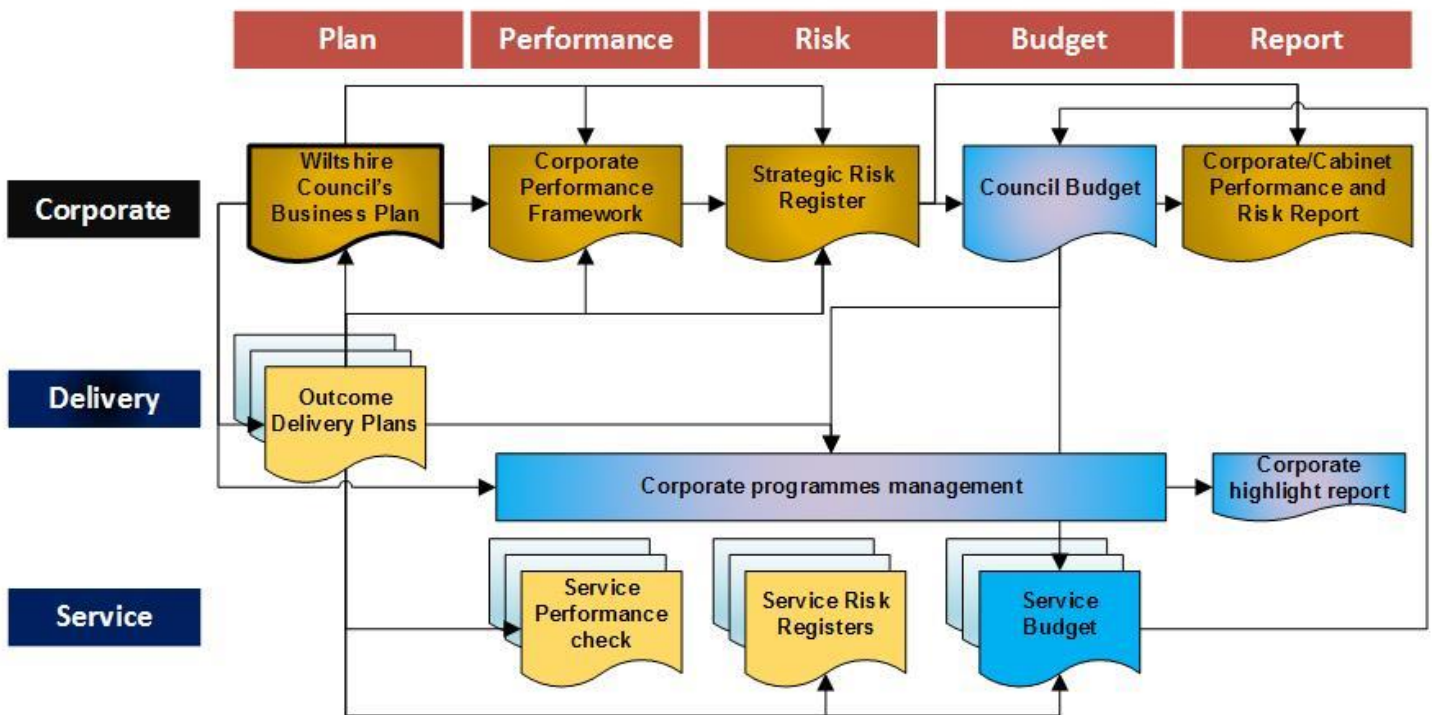 Plan
Performance
Risk
Budget
Report
Corporate
Wiltshire
Council's
Business Plan
Corporate
Performance
Framework
Strategic Risk
Register
Council Budget
Corporate/Cabinet
Performance and
Risk Report
Delivery
Outcome
Delivery Plans
Corporate programmes management
Corporate
highlight report
Service
Service
Performance
check
Service Risk
Registers
Service
Budget